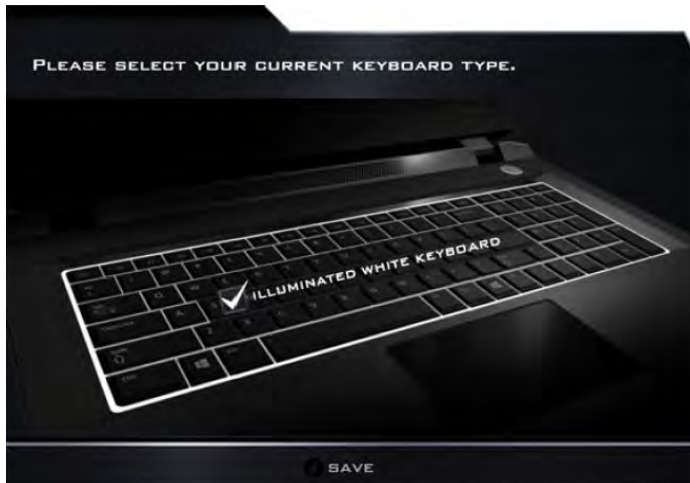 PLEASE SELECT YOUR CURRENT KEYBOARD TYPE.
ILLUMINATED WHITE KEYBOARD
SAVE